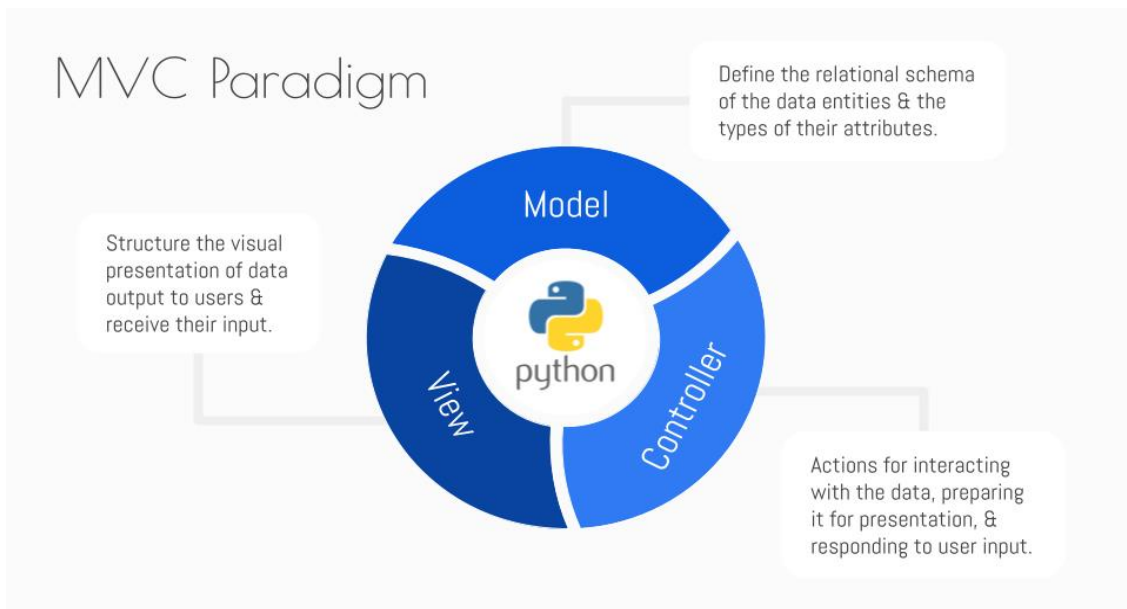 MVC Paradigm
Define the relational schema
of the data entities & the
types of their attributes.
Model
Structure the visual
presentation of data
output to users &
receive their input.
python
View
Controller
Actions for interacting
with the data, preparing
it for presentation, &
responding to user input.